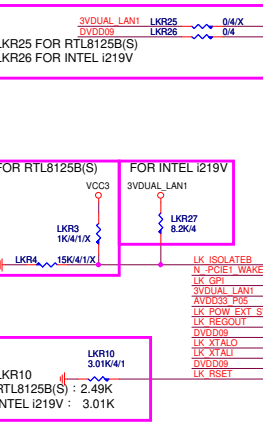 3VDUAL_LAN1 LKR25 0/4/X
DVDD09 LKR26 0/4
LKR25 FOR RTL8125B(S)
LKR26 FOR INTEL i219V
FOR RTL8125B(S) FOR INTEL i219V
VCC3 3VDUAL_LAN1
LKR3
1K/4/1/X
LKR27
8.2K/4
LKR4 15K/4/1/X
LK_ISOLATEB
N_-PCIE1_WAKE
LK_GPI
3VDUAL_LAN1
AVDD33_P05
LK_POW_EXT_S
LK_REGOUT
DVDD09
LK_XTALO
LK_XTALI
DVDD09
LK_RSET
LKR10
3.01K/4/1
LKR10
RTL8125B(S) : 2.49K
INTEL i219V : 3.01K